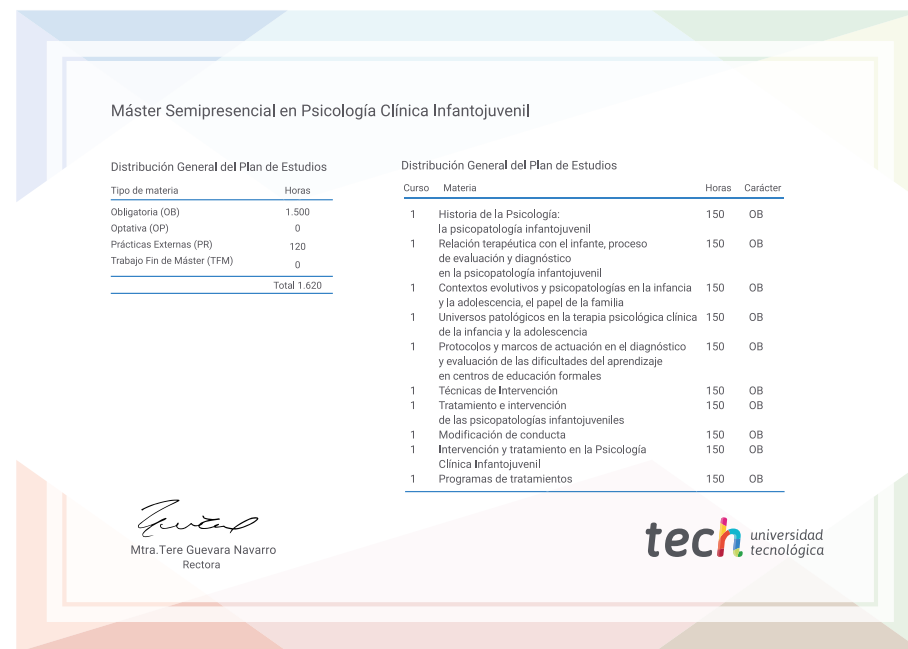 Máster Semipresencial en Psicología Clínica Infantojuvenil
Distribución General del Plan de Estudios
Tipo de materia Horas
Obligatoria (OB) 1.500
Optativa (OP) 0
Prácticas Externas (PR) 120
Trabajo Fin de Máster (TFM) 0
Total 1.620
Distribución General del Plan de Estudios
Curso Materia Horas Carácter
1 Historia de la Psicología: 150 OB
la psicopatología infantojuvenil
1 Relación terapéutica con el infante, proceso 150 OB
de evaluación y diagnóstico
en la psicopatología infantojuvenil
1 Contextos evolutivos y psicopatologías en la infancia 150 OB
y la adolescencia, el papel de la familia
1 Universos patológicos en la terapia psicológica clínica 150 OB
de la infancia y la adolescencia
1 Protocolos y marcos de actuación en el diagnóstico 150 OB
y evaluación de las dificultades del aprendizaje
en centros de educación formales
1 Técnicas de Intervención 150 OB
1 Tratamiento e intervención 150 OB
de las psicopatologías infantojuveniles
1 Modificación de conducta 150 OB
1 Intervención y tratamiento en la Psicología 150 OB
Clínica Infantojuvenil
1 Programas de tratamientos 150 OB
Mtra.Tere Guevara Navarro
Rectora
tech universidad
tecnológica